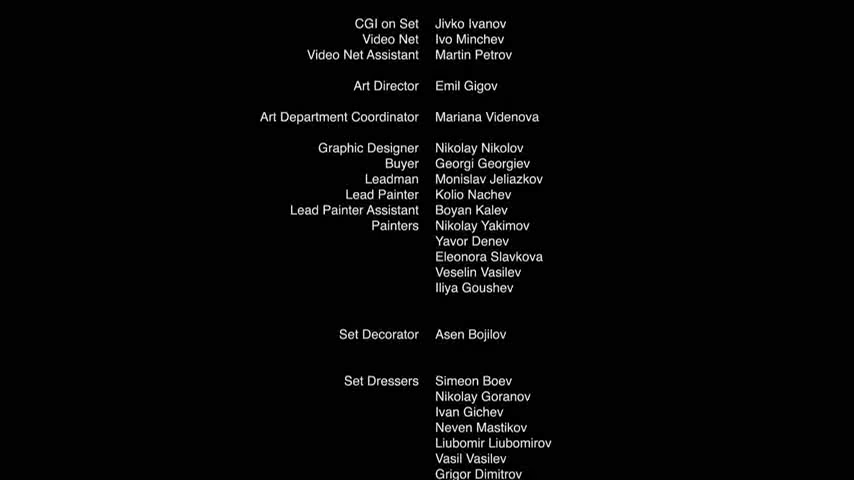 CGI on Set Jivko Ivanov
Video Net Ivo Minchev
Video Net Assistant Martin Petrov
Art Director Emil Gigov
Art Department Coordinator Mariana Videnova
Graphic Designer Nikolay Nikolov
Buyer Georgi Georgiev
Leadman Monislav Jeliazkov
Lead Painter Kolio Nachev
Lead Painter Assistant Boyan Kalev
Painters Nikolay Yakimov
Yavor Denev
Eleonora Slavkova
Veselin Vasilev
Iliya Goushev
Set Decorator Asen Bojilov
Set Dressers Simeon Boev
Nikolay Goranov
Ivan Gichev
Neven Mastikov
Liubomir Liubomirov
Vasil Vasilev
Grigor Dimitrov